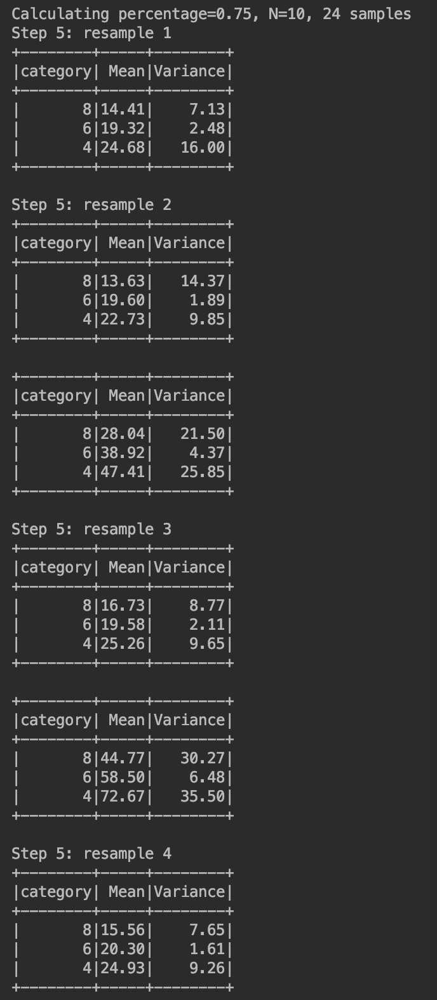 Calculating percentage=0.75, N=10, 24 samples
Step 5: resample 1
+--------+-----+--------+
|category| Mean|Variance|
+--------+-----+--------+
|       8|14.41|    7.13|
|       6|19.32|    2.48|
|       4|24.68|   16.00|
+--------+-----+--------+

Step 5: resample 2
+--------+-----+--------+
|category| Mean|Variance|
+--------+-----+--------+
|       8|13.63|   14.37|
|       6|19.60|    1.89|
|       4|22.73|    9.85|
+--------+-----+--------+

+--------+-----+--------+
|category| Mean|Variance|
+--------+-----+--------+
|       8|28.04|   21.50|
|       6|38.92|    4.37|
|       4|47.41|   25.85|
+--------+-----+--------+

Step 5: resample 3
+--------+-----+--------+
|category| Mean|Variance|
+--------+-----+--------+
|       8|16.73|    8.77|
|       6|19.58|    2.11|
|       4|25.26|    9.65|
+--------+-----+--------+

+--------+-----+--------+
|category| Mean|Variance|
+--------+-----+--------+
|       8|44.77|   30.27|
|       6|58.50|    6.48|
|       4|72.67|   35.50|
+--------+-----+--------+

Step 5: resample 4
+--------+-----+--------+
|category| Mean|Variance|
+--------+-----+--------+
|       8|15.56|    7.65|
|       6|20.30|    1.61|
|       4|24.93|    9.26|
+--------+-----+--------+